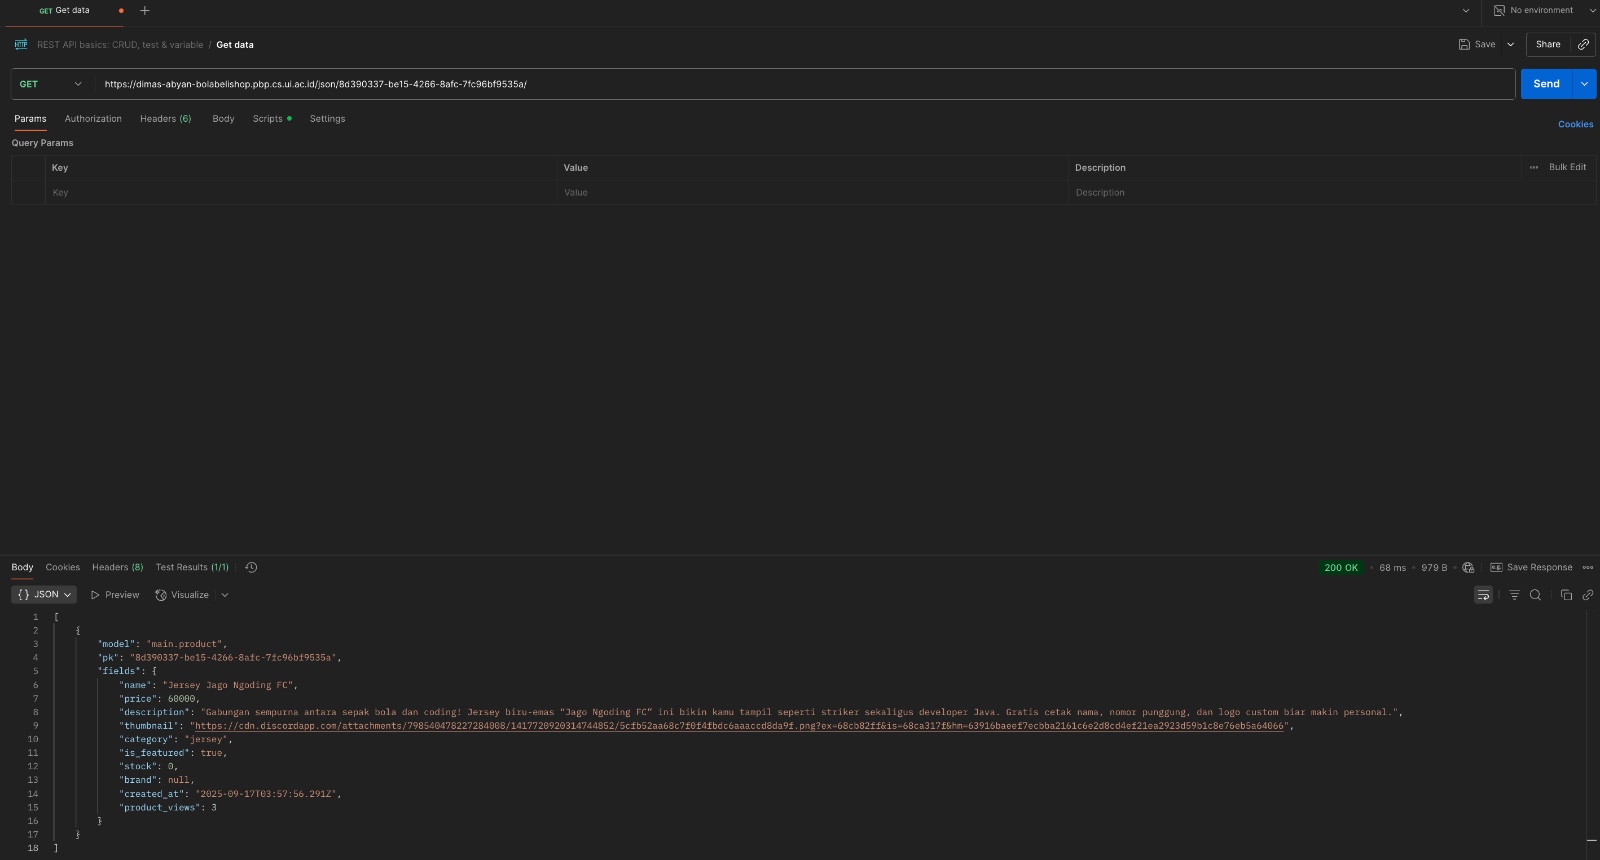 GET Get data
No environment
HTTP REST API basics: CRUD, test & variable / Get data
Save
Share
GET
https://dimas-abyan-bolabelishop.pbp.cs.ui.ac.id/json/8d390337-be15-4266-8afc-7fc96bf9535a/
Send
Params Authorization Headers (6) Body Scripts Settings
Cookies
Query Params
Key Value Description Bulk Edit
Key Value Description
Body Cookies Headers (8) Test Results (1/1)
200 OK 68 ms 979 B Save Response
{} JSON Preview Visualize
1 [
2 {
3 "model": "main.product",
4 "pk": "8d390337-be15-4266-8afc-7fc96bf9535a",
5 "fields": {
6 "name": "Jersey Jago Ngoding FC",
7 "price": 60000,
8 "description": "Gabungan sempurna antara sepak bola dan coding! Jersey biru-emas “Jago Ngoding FC” ini bikin kamu tampil seperti striker sekaligus developer Java. Gratis cetak nama, nomor punggung, dan logo custom biar makin personal.",
9 "thumbnail": "https://cdn.discordapp.com/attachments/798540478227284008/1417720920314744852/5cfb52aa68c7f0f4fbdc6aaaccd8da9f.png?ex=68cb82ff&is=68ca317f&hm=63916baeef7ecbba2161c6e2d8cd4ef21ea2923d59b1c8e76eb5a64066",
10 "category": "jersey",
11 "is_featured": true,
12 "stock": 0,
13 "brand": null,
14 "created_at": "2025-09-17T03:57:56.291Z",
15 "product_views": 3
16 }
17 }
18 ]